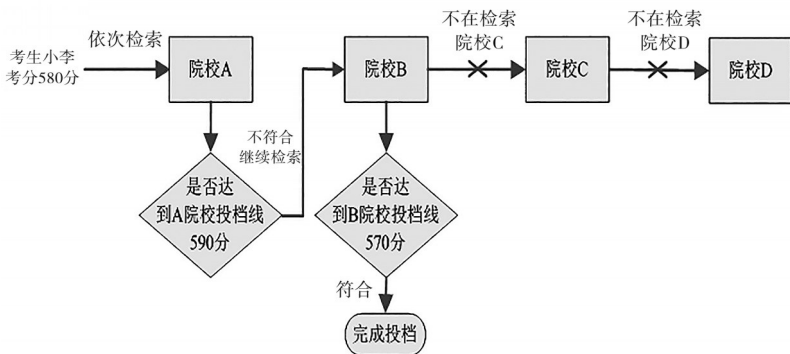 考生小李
考分580分
依次检索
院校A
不符合
继续检索
院校B
不在检索
院校C
院校C
不在检索
院校D
院校D
是否达
到A院校投档线
590分
是否达
到B院校投档线
570分
符合
完成投档